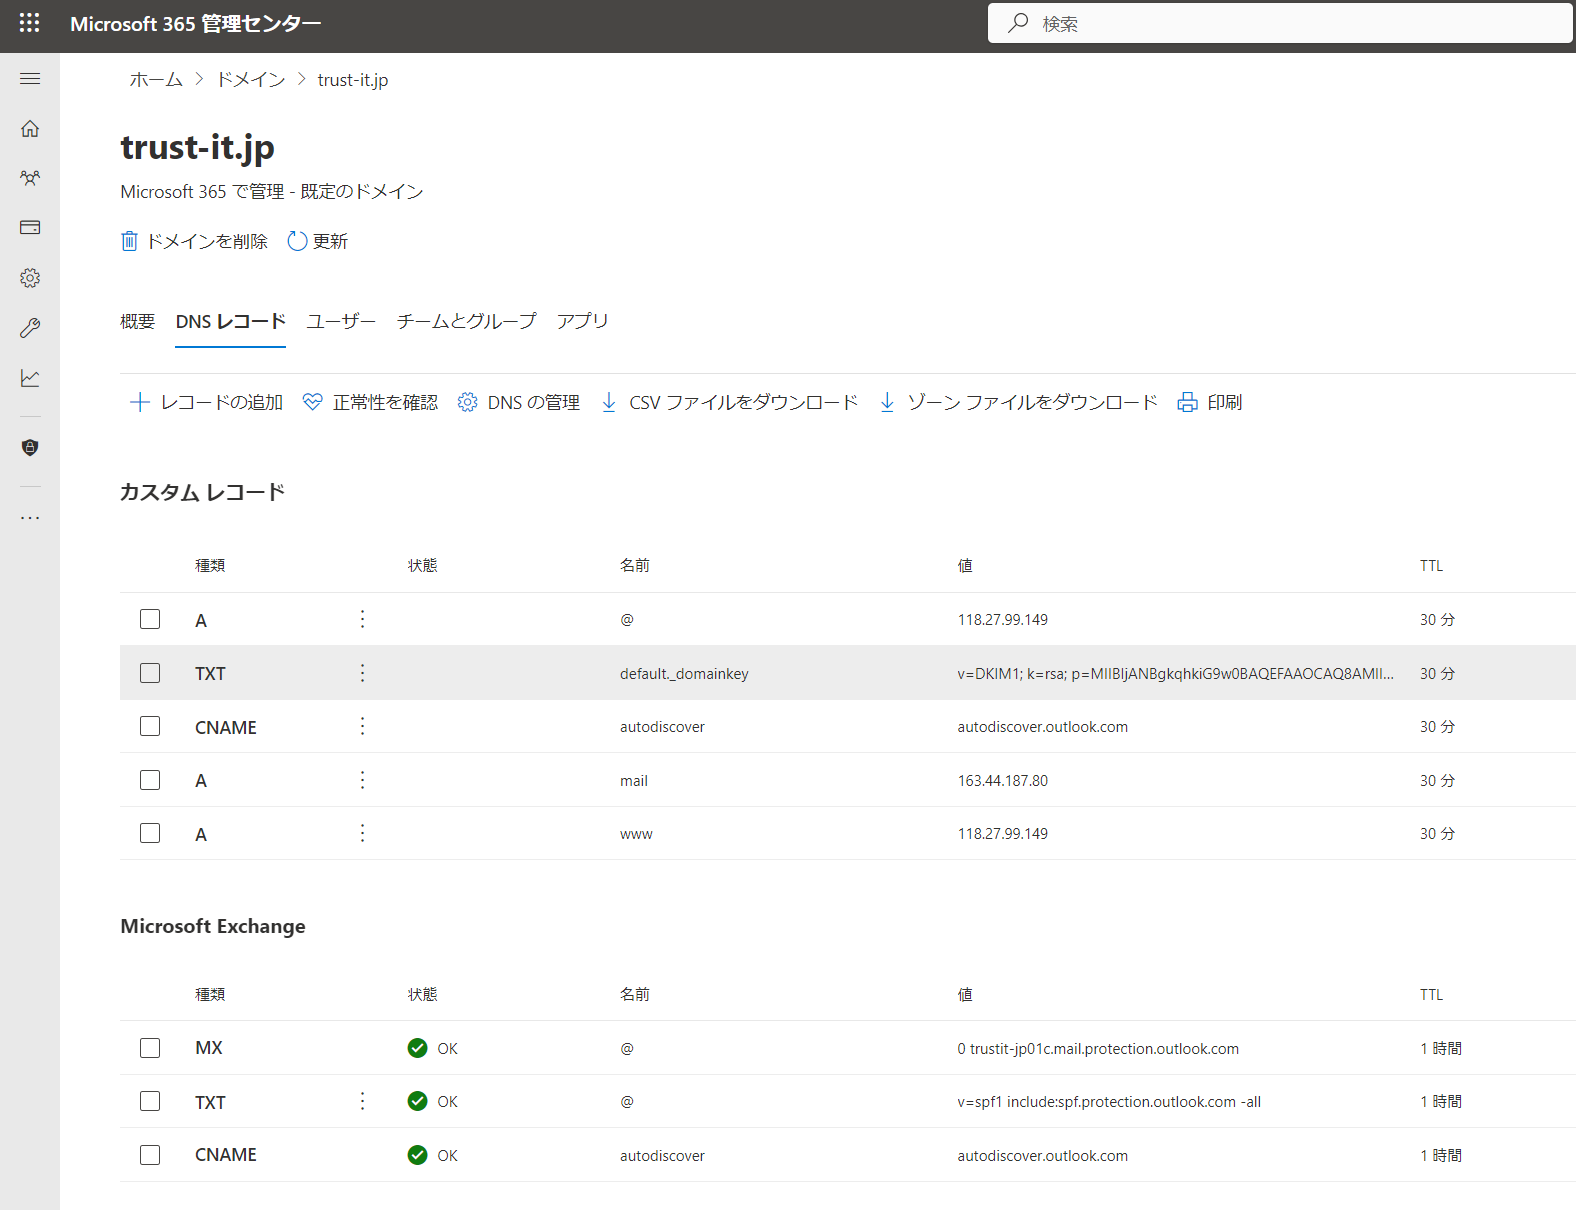 Microsoft 365 管理センター
検索
ホーム > ドメイン > trust-it.jp
trust-it.jp
Microsoft 365 で管理 - 既定のドメイン
ドメインを削除 更新
概要 DNS レコード ユーザー チームとグループ アプリ
レコードの追加 正常性を確認 DNS の管理 CSV ファイルをダウンロード ゾーン ファイルをダウンロード 印刷
カスタム レコード
種類 状態 名前 値 TTL
A @ 118.27.99.149 30 分
TXT default._domainkey v=DKIM1; k=rsa; p=MIIBIjANBgkqhkiG9w0BAQEFAAOCAQ8AMII... 30 分
CNAME autodiscover autodiscover.outlook.com 30 分
A mail 163.44.187.80 30 分
A www 118.27.99.149 30 分
Microsoft Exchange
種類 状態 名前 値 TTL
MX OK @ 0 trustit-jp01c.mail.protection.outlook.com 1 時間
TXT OK @ v=spf1 include:spf.protection.outlook.com -all 1 時間
CNAME OK autodiscover autodiscover.outlook.com 1 時間